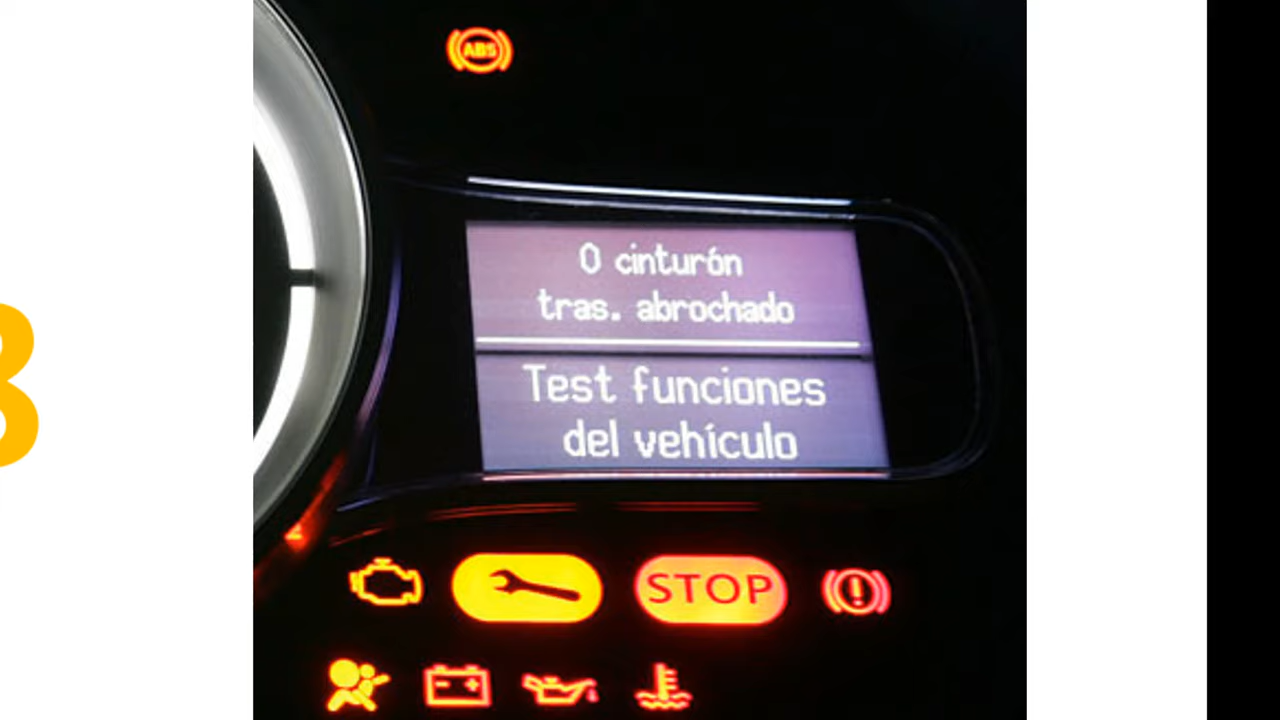 ABS
0 cinturón
tras. abrochado
Test funciones
del vehículo
STOP